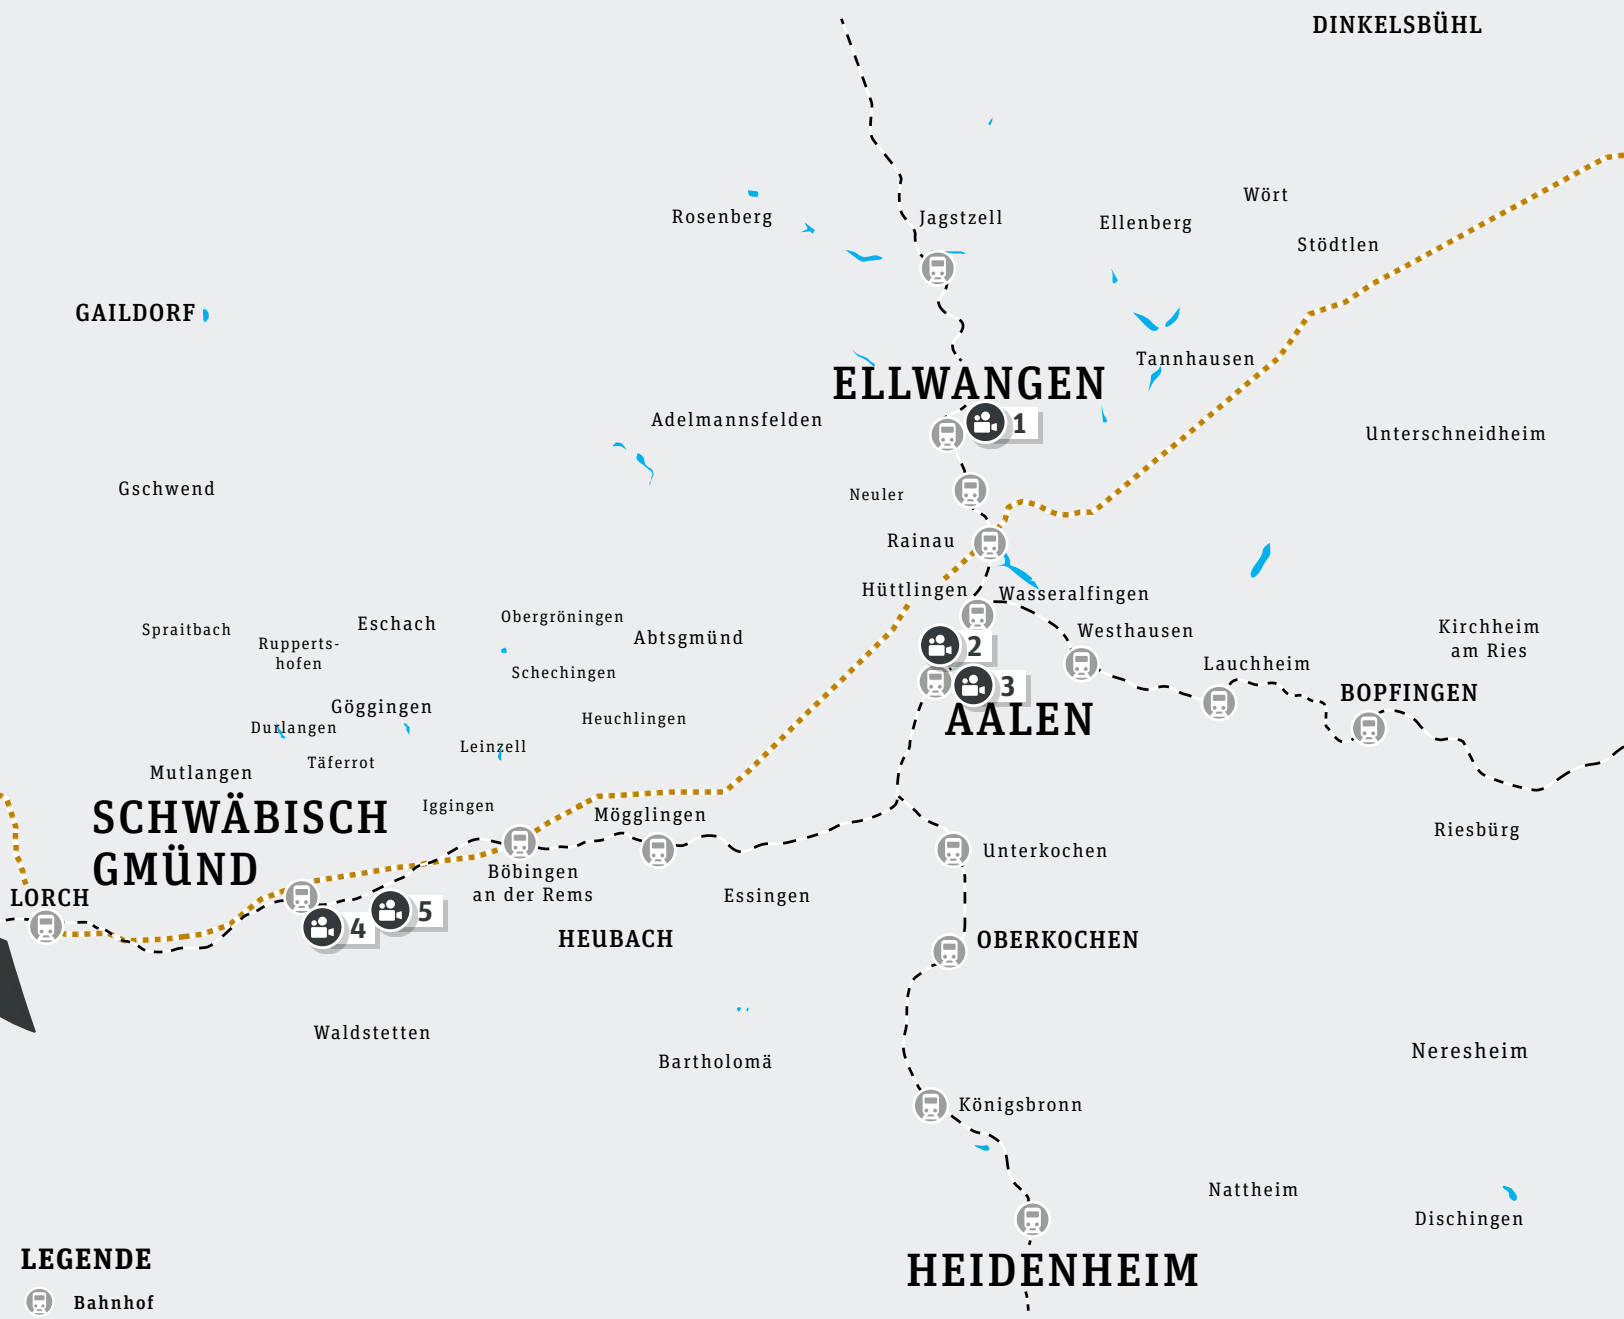 DINKELSBÜHL
Wört
Rosenberg
Jagstzell
Ellenberg
Stödtlen
GAILDORF
Tannhausen
ELLWANGEN
Adelmannsfelden
1
Unterschneidheim
Gschwend
Neuler
Rainau
Hüttlingen
Wasseralfingen
Obergröningen
Eschach
Spraitbach
Abtsgmünd
Westhausen
Kirchheim
am Ries
Rupperts-
hofen
2
Lauchheim
Schechingen
3
BOPFINGEN
Göggingen
Heuchlingen
AALEN
Durlangen
Leinzell
Täferrot
Mutlangen
Iggingen
SCHWÄBISCH
GMÜND
Mögglingen
Riesbürg
Unterkochen
Böbingen
an der Rems
Essingen
LORCH
5
4
HEUBACH
OBERKOCHEN
Waldstetten
Bartholomä
Neresheim
Königsbronn
Nattheim
Dischingen
HEIDENHEIM
LEGENDE
Bahnhof